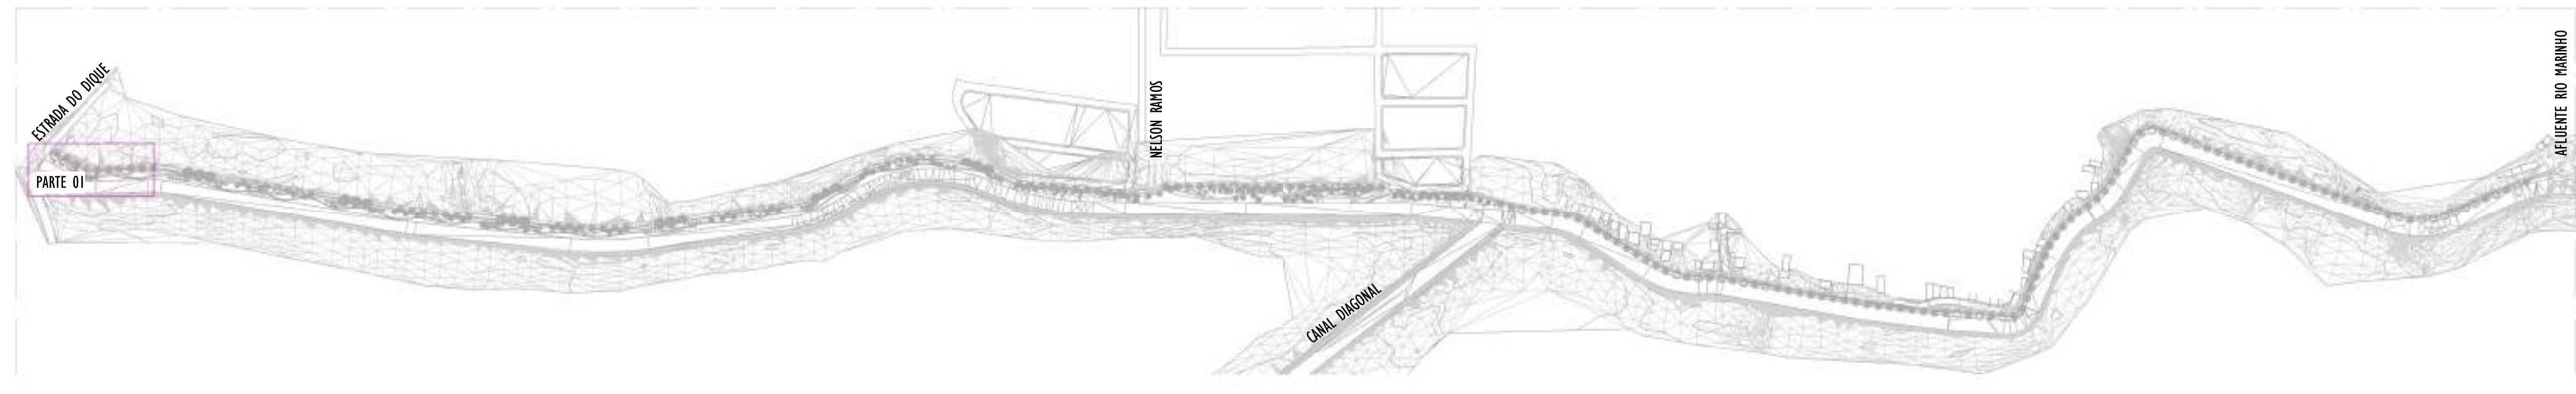 ESTRADA DO DIQUE
PARTE 01
NELSON RAMOS
CANAL DIAGONAL
AFLUENTE RIO MARINHO